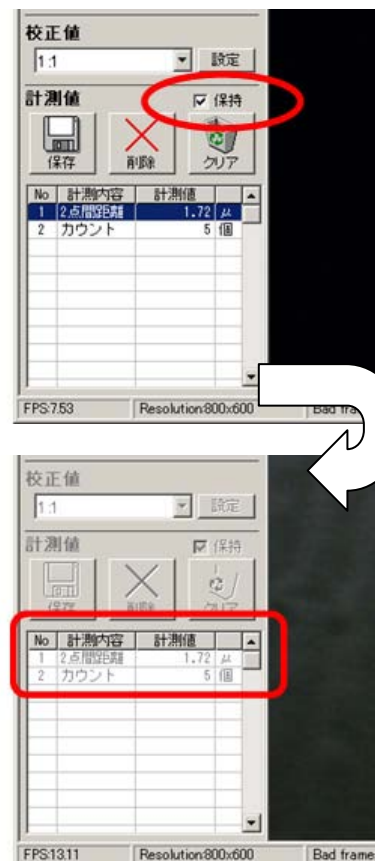 校正値
1:1 設定
計測値 保持
保存 削除 クリア
No 計測内容 計測値
1 2点間距離 1.72 μ
2 カウント 5 個
FPS:7.53 Resolution:800x600 Bad fra
校正値
1:1 設定
計測値 保持
保存 削除 クリア
No 計測内容 計測値
1 2点間距離 1.72 μ
2 カウント 5 個
FPS:13.11 Resolution:800x600 Bad frame